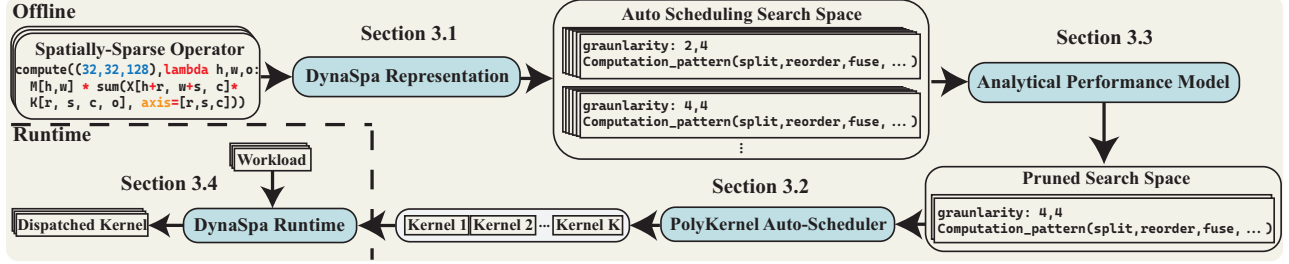 Offline
Spatially-Sparse Operator
compute((32,32,128),lambda h,w,o:
M[h,w] * sum(X[h+r, w+s, c]*
K[r, s, c, o], axis=[r,s,c]))
Section 3.1
DynaSpa Representation
Auto Scheduling Search Space
graunlarity: 2,4
Computation_pattern(split,reorder,fuse, ...)
graunlarity: 4,4
Computation_pattern(split,reorder,fuse, ...)
⋮
Section 3.3
Analytical Performance Model
Pruned Search Space
graunlarity: 4,4
Computation_pattern(split,reorder,fuse, ...)
Section 3.2
PolyKernel Auto-Scheduler
Kernel 1 Kernel 2 ... Kernel K
Runtime
Workload
Section 3.4
DynaSpa Runtime
Dispatched Kernel